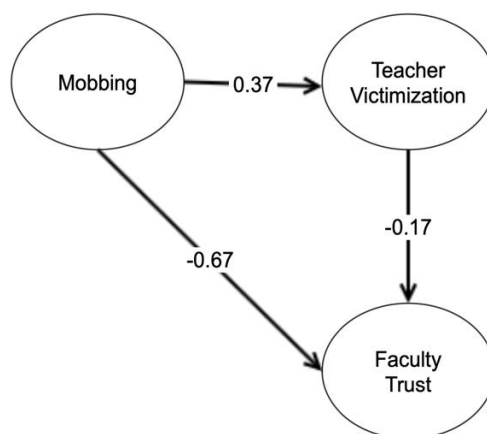 Mobbing
0.37
Teacher
Victimization
-0.67
-0.17
Faculty
Trust